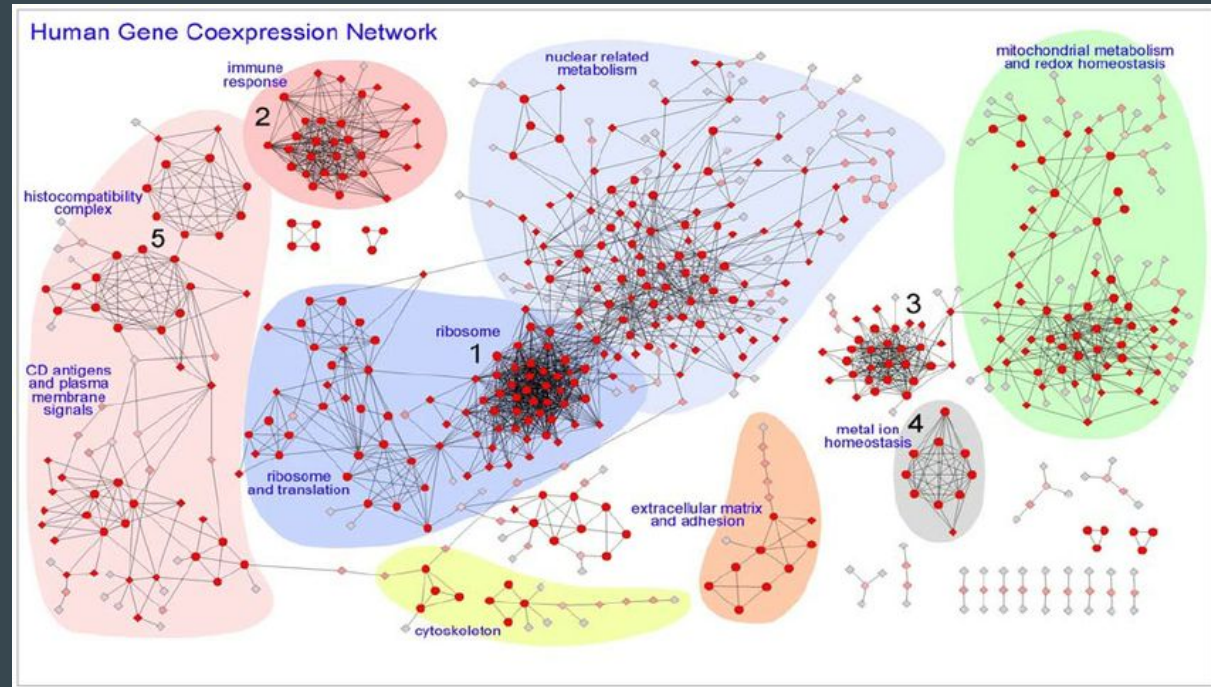 Human Gene Coexpression Network
immune
response
2
nuclear related
metabolism
mitochondrial metabolism
and redox homeostasis
histocompatibility
complex
5
ribosome
1
3
CD antigens
and plasma
membrane
signals
metal ion
homeostasis
4
ribosome
and translation
extracellular matrix
and adhesion
cytoskeleton